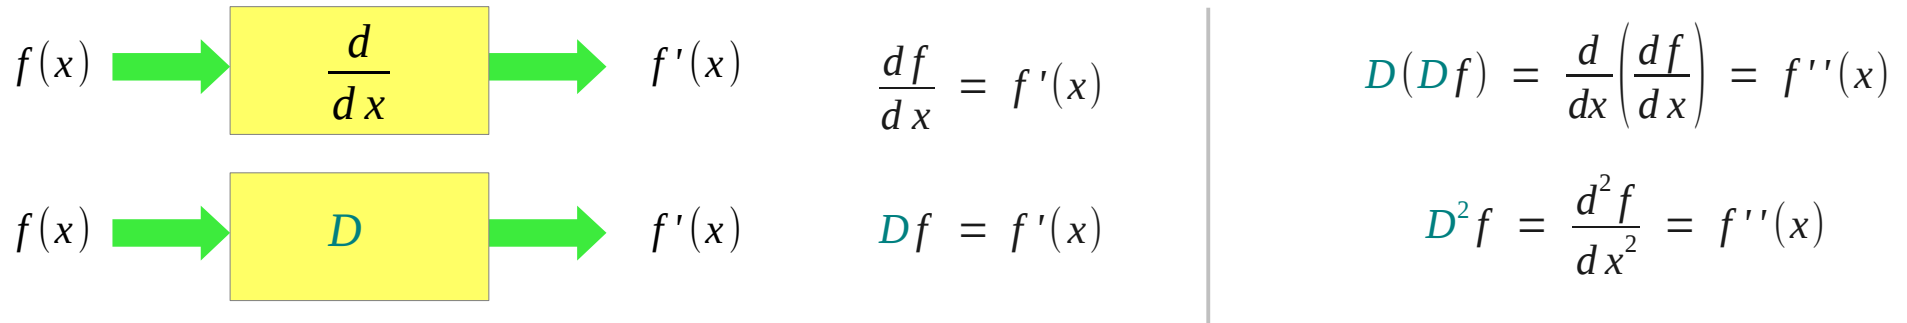 f(x) d/dx f'(x) df/dx = f'(x)
f(x) D f'(x) Df = f'(x)
D(Df) = d/dx(df/dx) = f''(x)
D²f = d²f/dx² = f''(x)